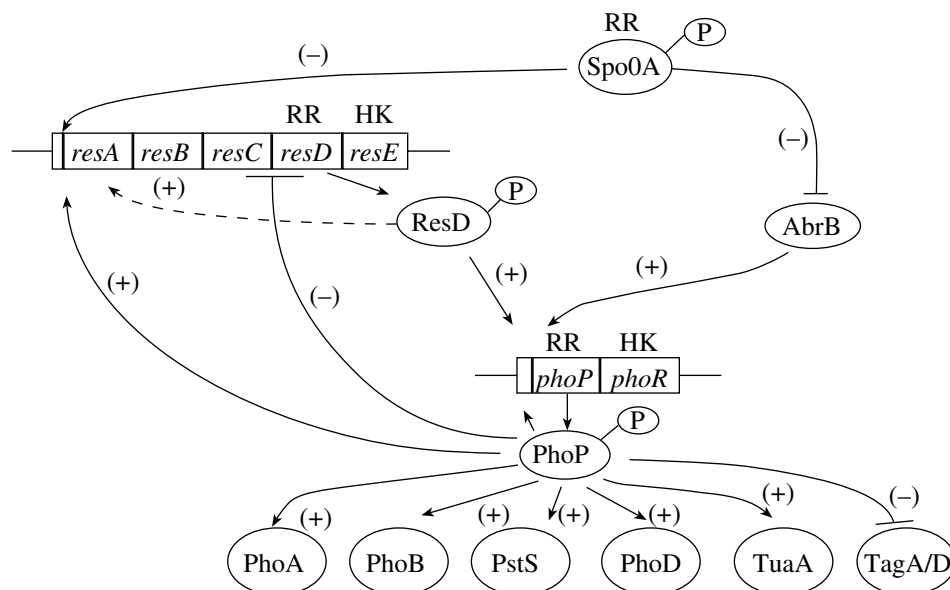 RR
P
Spo0A
(–)
RR HK
resA resB resC resD resE
(–)
(+)
P
ResD
AbrB
(+)
(+)
(+)
(–)
RR HK
phoP phoR
P
PhoP
(+) (+) (+) (+) (+) (–)
PhoA PhoB PstS PhoD TuaA TagA/D